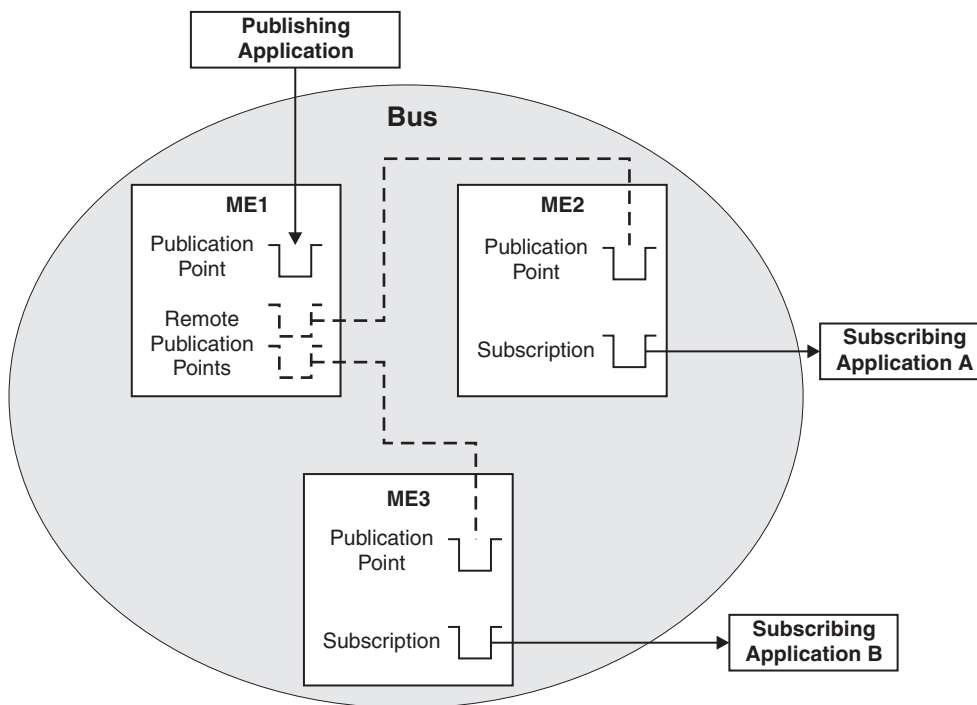 Publishing
Application
Bus
ME1
Publication
Point
Remote
Publication
Points
ME2
Publication
Point
Subscription
Subscribing
Application A
ME3
Publication
Point
Subscription
Subscribing
Application B